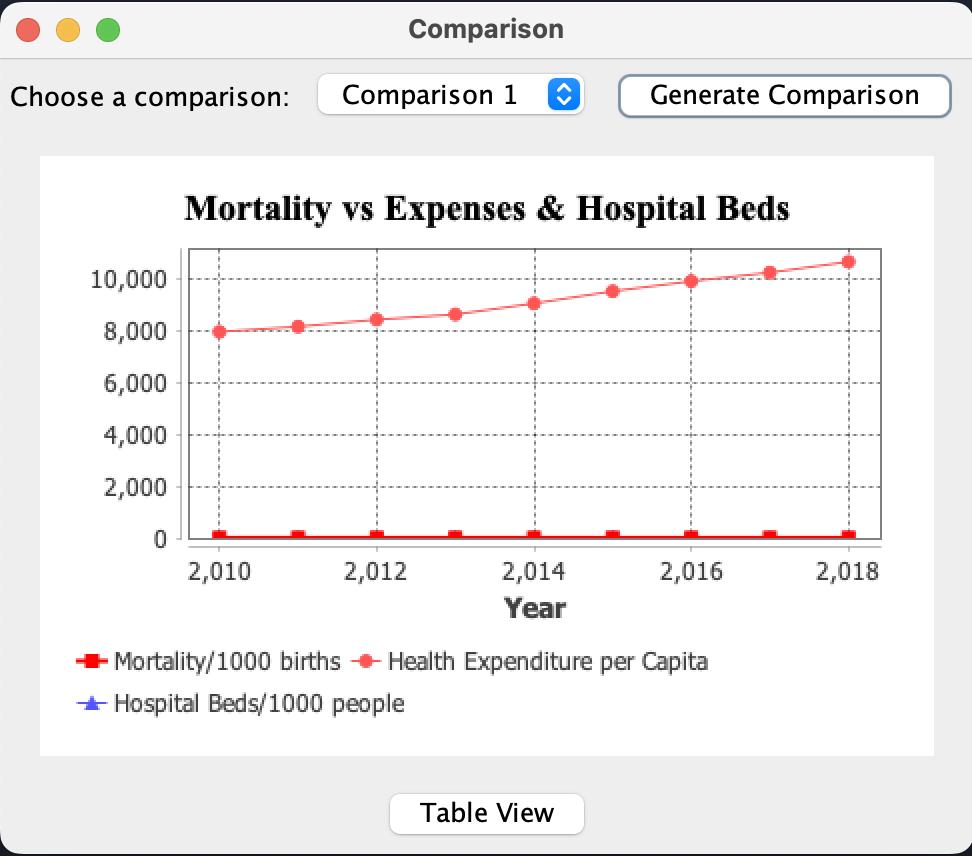 Comparison
Choose a comparison: Comparison 1 Generate Comparison
Mortality vs Expenses & Hospital Beds
10,000
8,000
6,000
4,000
2,000
0
2,010 2,012 2,014 2,016 2,018
Year
Mortality/1000 births Health Expenditure per Capita
Hospital Beds/1000 people
Table View